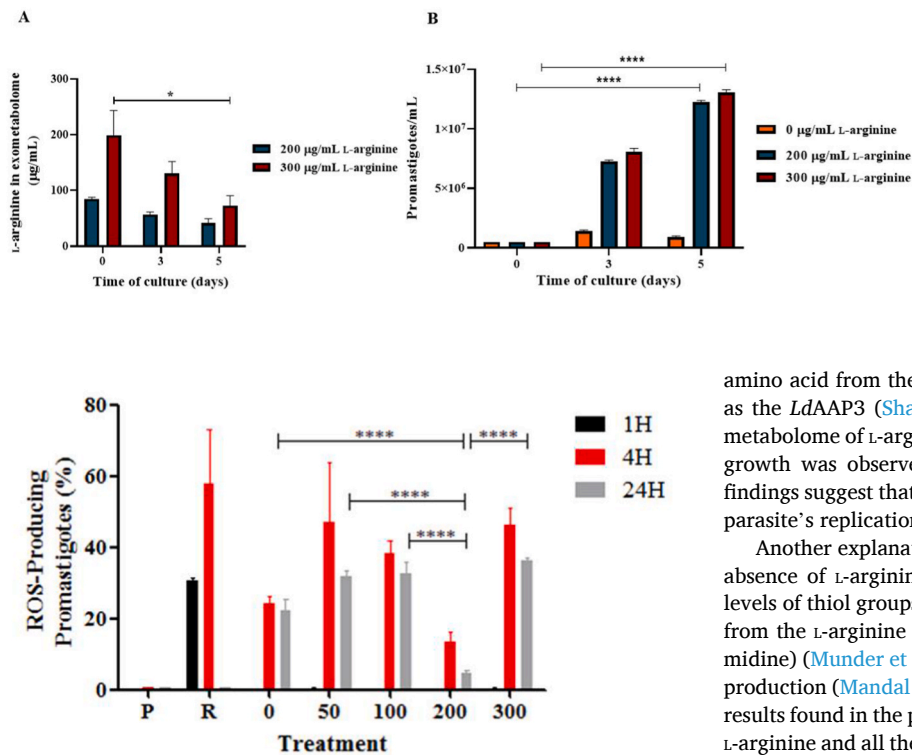 A
B
*
L-arginine in exometabolome
(µg/mL)
300
200
100
0
0 3 5
Time of culture (days)
200 µg/mL L-arginine
300 µg/mL L-arginine
****
****
Promastigotes/mL
1.5×10⁷
1×10⁷
5×10⁶
0
0 3 5
Time of culture (days)
0 µg/mL L-arginine
200 µg/mL L-arginine
300 µg/mL L-arginine
ROS-Producing
Promastigotes (%)
80
60
40
20
0
**** ****
****
****
P R 0 50 100 200 300
Treatment
1H
4H
24H
amino acid from the
as the LdAAP3 (Sha
metabolome of L-arg
growth was observe
findings suggest that
parasite's replication
Another explanat
absence of L-arginin
levels of thiol groups
from the L-arginine
midine) (Munder et
production (Mandal
results found in the p
L-arginine and all the